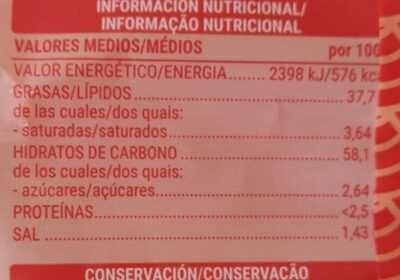 INFORMACIÓN NUTRICIONAL/
INFORMAÇÃO NUTRICIONAL
VALORES MEDIOS/MÉDIOS por 100
VALOR ENERGÉTICO/ENERGIA 2398 kJ/576 kc
GRASAS/LÍPIDOS 37,7
de las cuales/dos quais:
- saturadas/saturados 3,64
HIDRATOS DE CARBONO 58,1
de los cuales/dos quais:
- azúcares/açúcares 2,64
PROTEÍNAS <2,5
SAL 1,43
CONSERVACIÓN/CONSERVAÇÃO